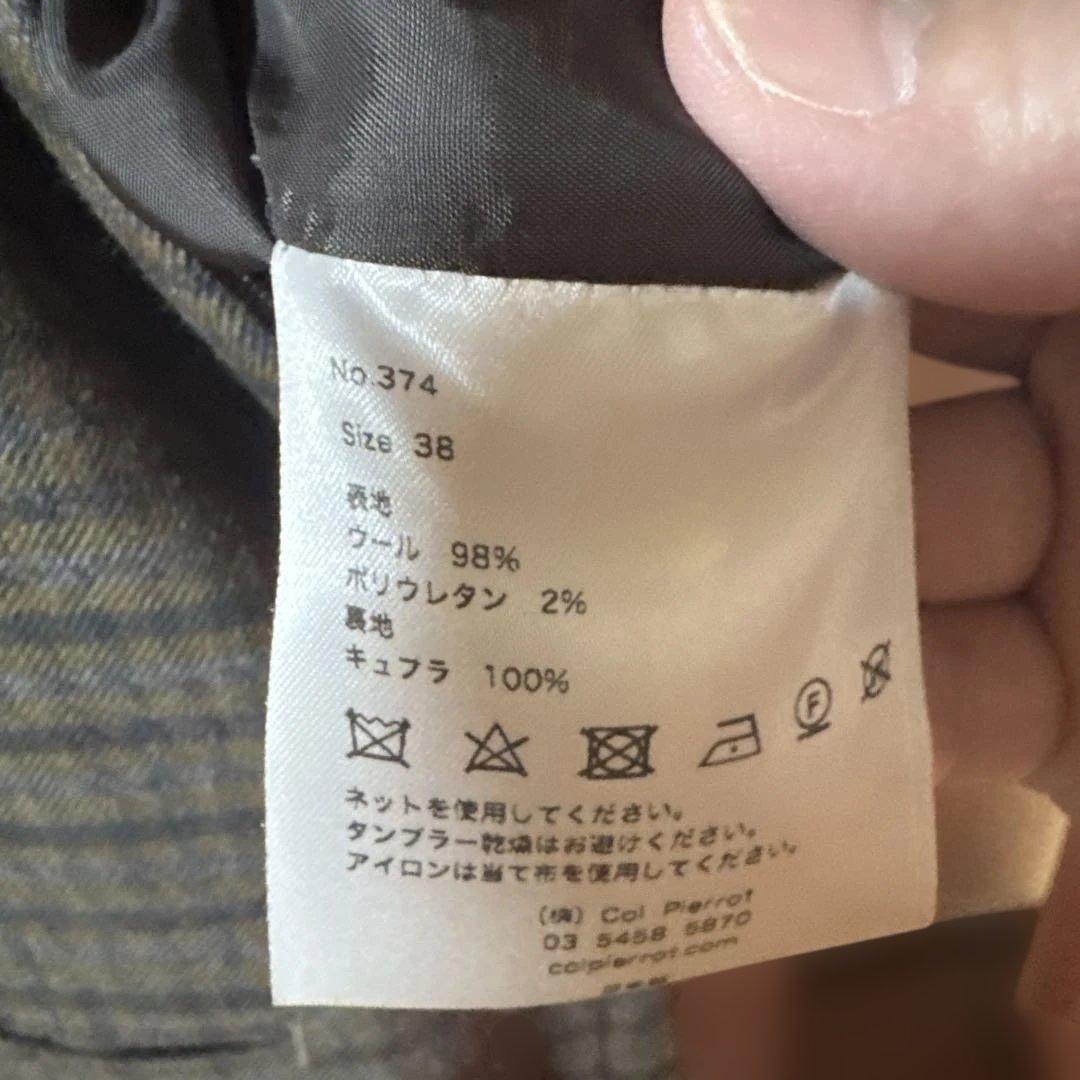 No.374
Size 38
表地
ウール 98%
ポリウレタン 2%
裏地
キュプラ 100%
F
ネットを使用してください。
タンブラー乾燥はお避けください。
アイロンは当て布を使用してください。
(株) Col Pierrot
03 5458 5870
colpierrot.com